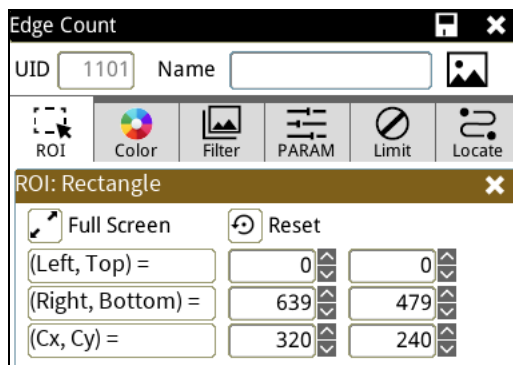 Edge Count
UID 1101 Name
ROI Color Filter PARAM Limit Locate
ROI: Rectangle
Full Screen Reset
(Left, Top) = 0 0
(Right, Bottom) = 639 479
(Cx, Cy) = 320 240